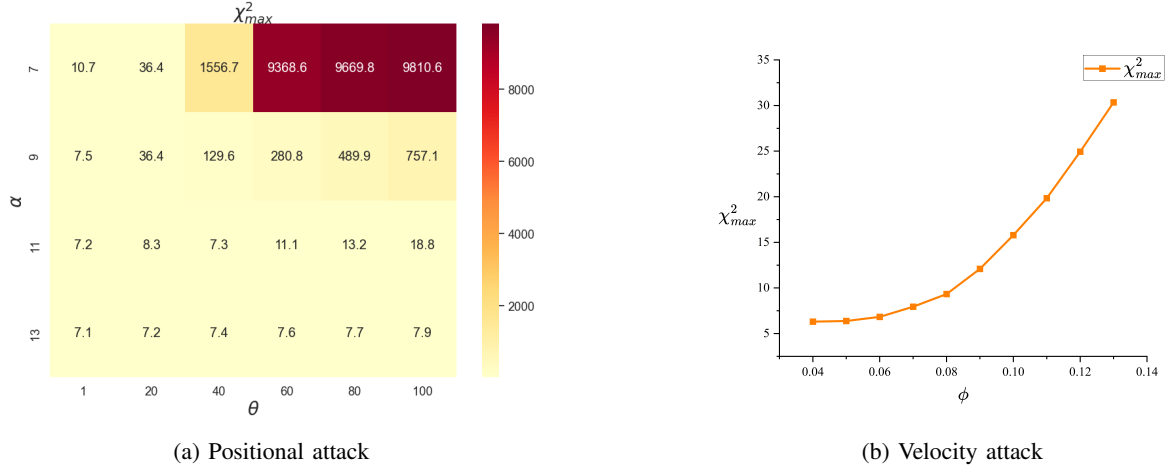 χ²max
7 10.7 36.4 1556.7 9368.6 9669.8 9810.6
9 7.5 36.4 129.6 280.8 489.9 757.1
11 7.2 8.3 7.3 11.1 13.2 18.8
13 7.1 7.2 7.4 7.6 7.7 7.9
α
1 20 40 60 80 100
θ
8000
6000
4000
2000
(a) Positional attack
χ²max
35
30
25
20
15
10
5
χ²max
0.04 0.06 0.08 0.10 0.12 0.14
ϕ
(b) Velocity attack